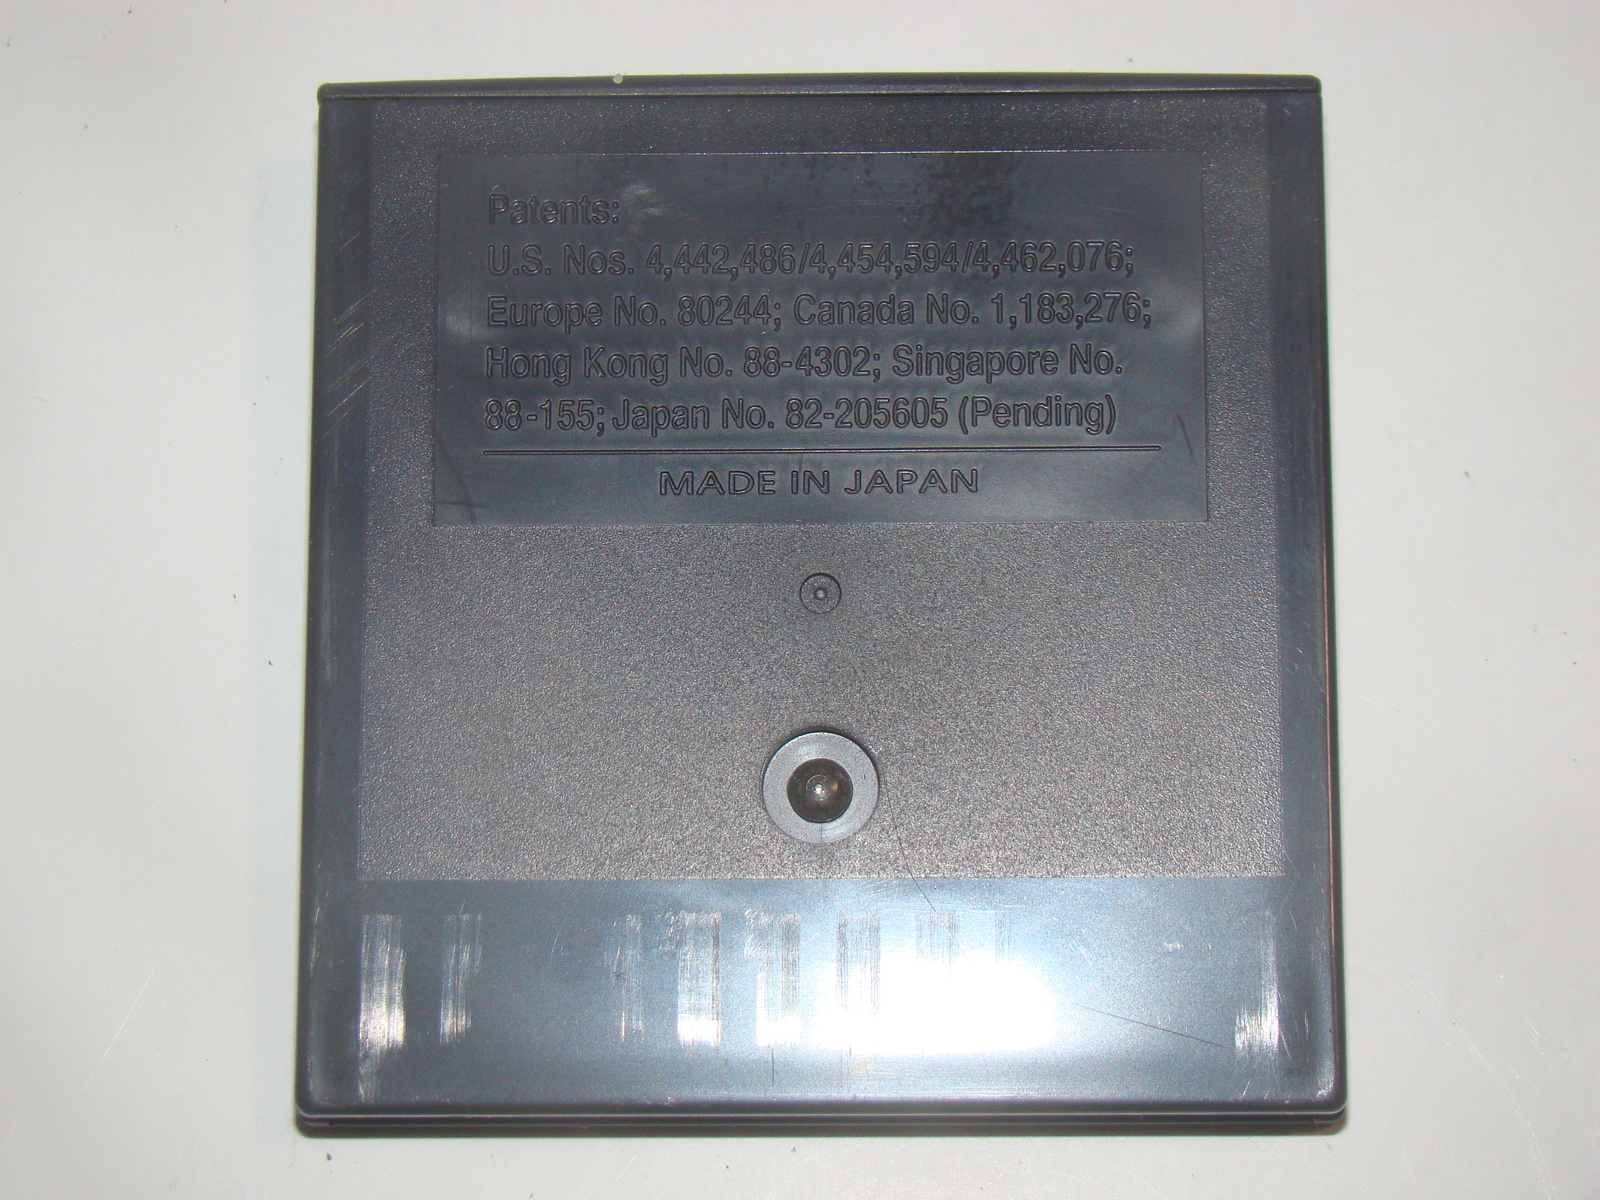 Patents:
U.S. Nos. 4,442,486/4,454,594/4,462,076;
Europe No. 80244; Canada No. 1,183,276;
Hong Kong No. 88-4302; Singapore No.
88-155; Japan No. 82-205605 (Pending)
MADE IN JAPAN